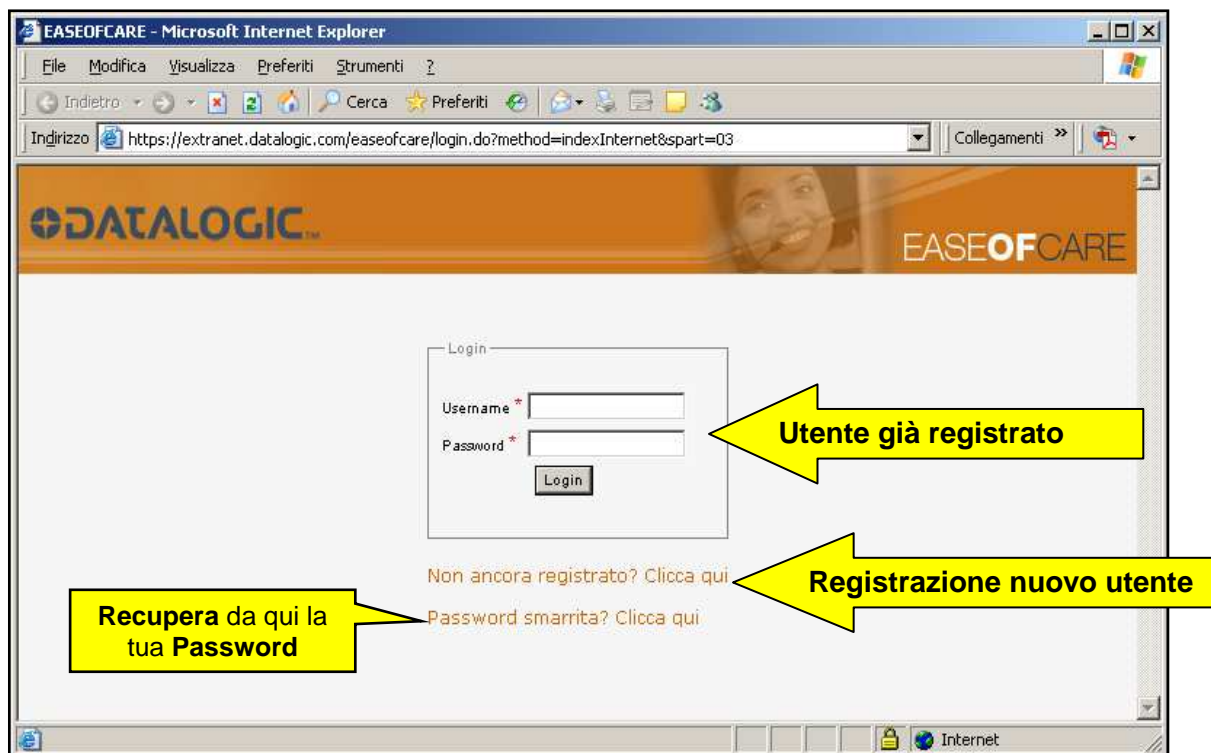 EASEOFCARE - Microsoft Internet Explorer
File Modifica Visualizza Preferiti Strumenti ?
Indietro Cerca Preferiti
Indirizzo https://extranet.datalogic.com/easeofcare/login.do?method=indexInternet&spart=03 Collegamenti »
DATALOGIC™
EASEOFCARE
Login
Username *
Utente già registrato
Password *
Login
Non ancora registrato? Clicca qui
Registrazione nuovo utente
Recupera da qui la
tua Password
Password smarrita? Clicca qui
Internet